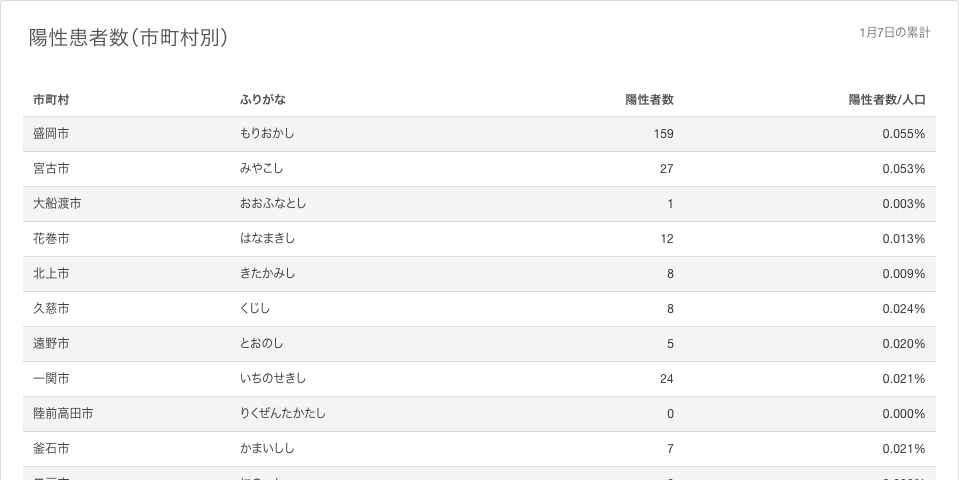 陽性患者数(市町村別)
1月7日の累計
市町村 ふりがな 陽性者数 陽性者数/人口
盛岡市 もりおかし 159 0.055%
宮古市 みやこし 27 0.053%
大船渡市 おおふなとし 1 0.003%
花巻市 はなまきし 12 0.013%
北上市 きたかみし 8 0.009%
久慈市 くじし 8 0.024%
遠野市 とおのし 5 0.020%
一関市 いちのせきし 24 0.021%
陸前高田市 りくぜんたかたし 0 0.000%
釜石市 かまいしし 7 0.021%